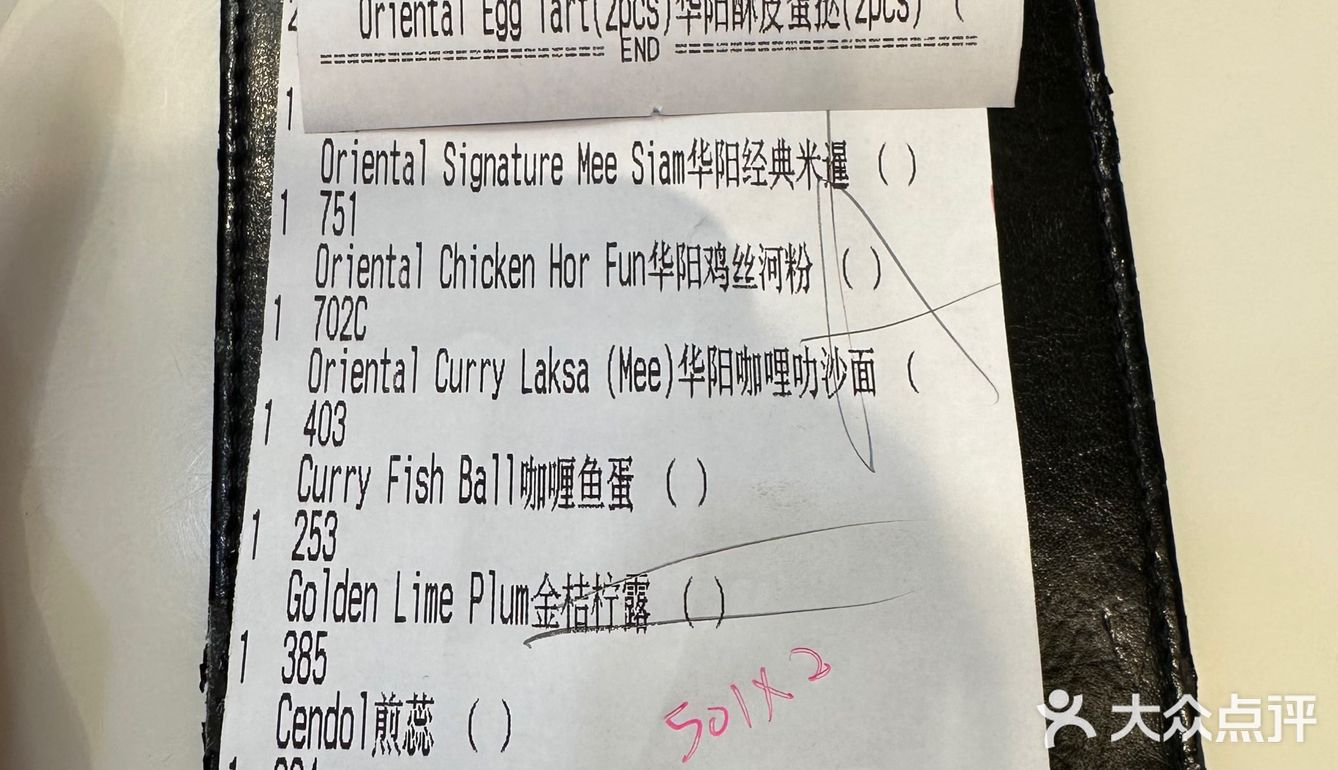 2 Oriental Egg Tart(2pcs)华阳酥皮蛋挞(2pcs) (
==================== END ====================
1
Oriental Signature Mee Siam华阳经典米暹 ( )
1 751
Oriental Chicken Hor Fun华阳鸡丝河粉 ( )
1 702C
Oriental Curry Laksa (Mee)华阳咖哩叻沙面 (
1 403
Curry Fish Ball咖喱鱼蛋 ( )
1 253
Golden Lime Plum金桔柠露 ( )
1 385
Cendol煎蕊 ( )
501x2
大众点评